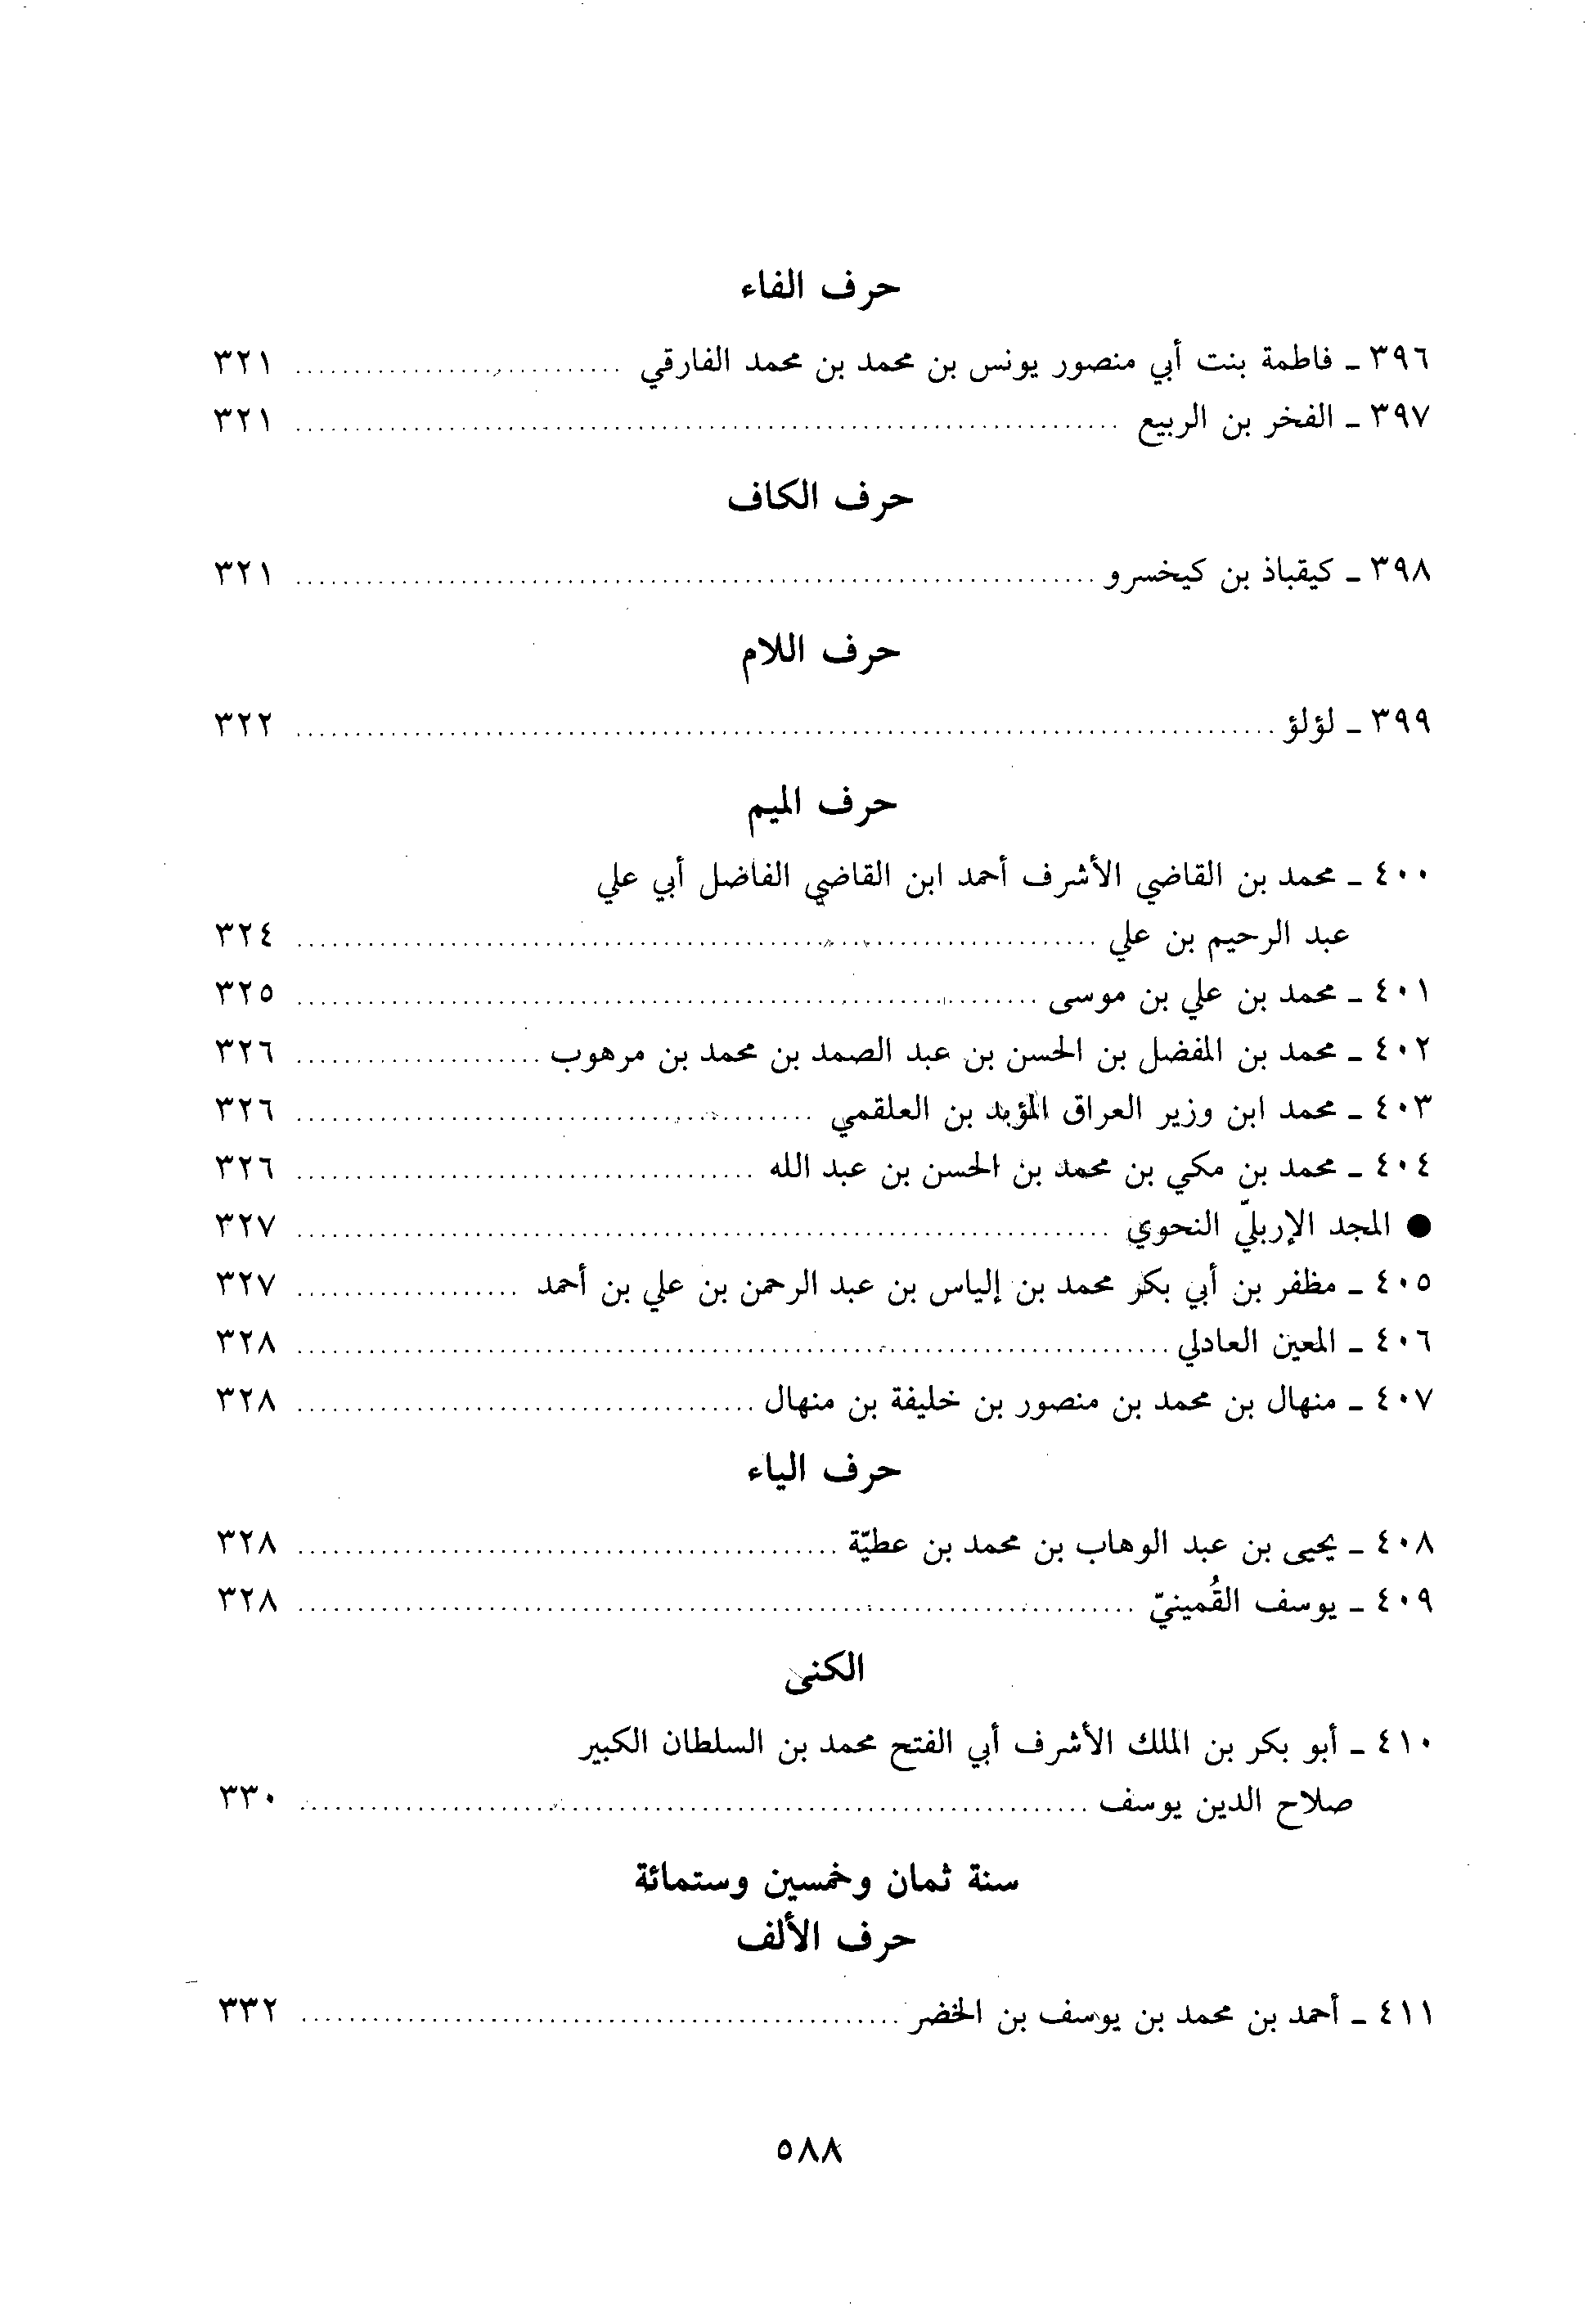 حرف الفاء
٣٩٦ ـ فاطمة بنت أبي منصور يونس بن محمد بن محمد الفارقي ............................ ٣٢١
٣٩٧ ـ الفخر بن الربيع ............................ ٣٢١
حرف الكاف
٣٩٨ ـ كيقباذ بن كيخسرو ............................ ٣٢١
حرف اللام
٣٩٩ ـ لؤلؤ ............................ ٣٢٢
حرف الميم
٤٠٠ ـ محمد بن القاضي الأشرف أحمد ابن القاضي الفاضل أبي علي
عبد الرحيم بن علي ............................ ٣٢٤
٤٠١ ـ محمد بن علي بن موسى ............................ ٣٢٥
٤٠٢ ـ محمد بن المفضل بن الحسن بن عبد الصمد بن محمد بن مرهوب ............................ ٣٢٦
٤٠٣ ـ محمد ابن وزير العراق المؤيد بن العلقمي ............................ ٣٢٦
٤٠٤ ـ محمد بن مكي بن محمد بن الحسن بن عبد الله ............................ ٣٢٦
● المجد الإربليّ النحوي ............................ ٣٢٧
٤٠٥ ـ مظفر بن أبي بكر محمد بن إلياس بن عبد الرحمن بن علي بن أحمد ............................ ٣٢٧
٤٠٦ ـ المعين العادلي ............................ ٣٢٨
٤٠٧ ـ منهال بن محمد بن منصور بن خليفة بن منهال ............................ ٣٢٨
حرف الياء
٤٠٨ ـ يحيى بن عبد الوهاب بن محمد بن عطيّة ............................ ٣٢٨
٤٠٩ ـ يوسف القُمينيّ ............................ ٣٢٨
الكنى
٤١٠ ـ أبو بكر بن الملك الأشرف أبي الفتح محمد بن السلطان الكبير
صلاح الدين يوسف ............................ ٣٣٠
سنة ثمان وخمسين وستمائة
حرف الألف
٤١١ ـ أحمد بن محمد بن يوسف بن الخضر ............................ ٣٣٢
٥٨٨